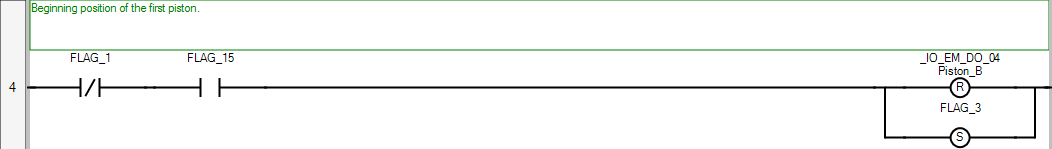 Beginning position of the first piston.
FLAG_1
FLAG_15
_IO_EM_DO_04
Piston_B
4
R
FLAG_3
S